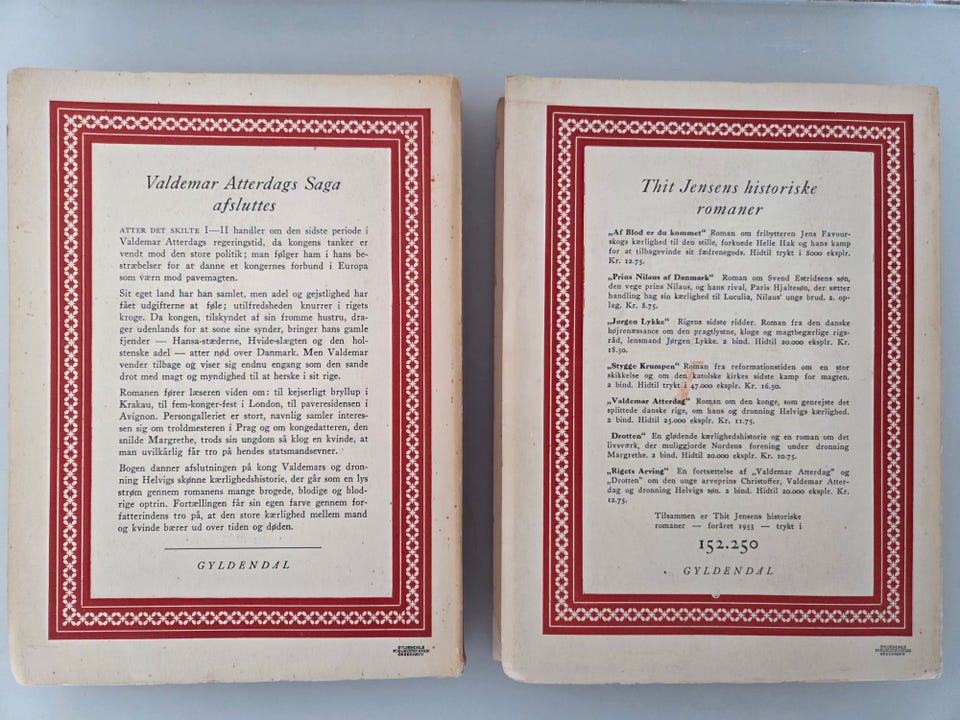 Valdemar Atterdags Saga
afsluttes
ATTER DET SKILTE I—II handler om den sidste periode i
Valdemar Atterdags regeringstid, da kongens tanker er
vendt mod den store politik; man følger ham i hans be-
stræbelser for at danne et kongernes forbund i Europa
som værn mod pavemagten.
Sit eget land har han samlet, men adel og gejstlighed har
fået udgifterne at føle; utilfredsheden knurrer i rigets
kroge. Da kongen, tilskyndet af sin fromme hustru, dra-
ger udenlands for at sone sine synder, bringer hans gamle
fjender — Hansa-stæderne, Hvide-slægten og den hol-
stenske adel — atter nød over Danmark. Men Valdemar
vender tilbage og viser sig endnu engang som den sande
drot med magt og myndighed til at herske i sit rige.
Romanen fører læseren viden om: til kejserligt bryllup i
Krakau, til fem-konger-fest i London, til paveresidensen i
Avignon. Persongalleriet er stort, navnlig samler interes-
sen sig om troldmesteren i Prag og om kongedatteren, den
snilde Margrethe, trods sin ungdom så klog en kvinde, at
man uvilkårlig får tro på hendes statsmandsevner.
Bogen danner afslutningen på kong Valdemars og dron-
ning Helvigs skønne kærlighedshistorie, der går som en lys
strøm gennem romanens mange brogede, blodige og blod-
rige optrin. Fortællingen får sin egen farve gennem for-
fatterindens tro på, at den store kærlighed mellem mand
og kvinde bærer ud over tiden og døden.
GYLDENDAL
Thit Jensens historiske
romaner
„Af Blod er du kommet“ Roman om fribytteren Jens Favour-
skogs kærlighed til den stille, forkuede Helle Hak og hans kamp
for at tilbagevinde sit fædrenegods. Hidtil trykt i 8000 eksplr.
Kr. 12.75.
„Prins Nilaus af Danmark“ Roman om Svend Estridsens søn,
den vege prins Nilaus, og hans rival, Paris Hjaltesøn, der sætter
handling bag sin kærlighed til Luculia, Nilaus' unge brud. 2. op-
lag. Kr. 8.75.
„Jørgen Lykke“ Rigens sidste ridder. Roman fra den danske
højrenæssance om den pragtlystne, kloge og magtbegærlige rigs-
råd, lensmand Jørgen Lykke. 2 bind. Hidtil 20.000 eksplr. Kr.
18.50.
„Stygge Krumpen“ Roman fra reformationstiden om en stor
skikkelse og om den katolske kirkes sidste kamp for magten.
2 bind. Hidtil trykt i 47.000 eksplr. Kr. 16.50.
„Valdemar Atterdag“ Roman om den konge, som genrejste det
splittede danske rige, om hans og dronning Helvigs kærlighed.
2 bind. Hidtil 25.000 eksplr. Kr. 11.75.
Drotten“ En glødende kærlighedshistorie og en roman om det
livsværk, der muliggjorde Nordens forening under dronning
Margrethe. 2 bind. Hidtil 20.000 eksplr. Kr. 10.75.
„Rigets Arving“ En fortsættelse af „Valdemar Atterdag“ og
„Drotten“ om den unge arveprins Christoffer, Valdemar Atter-
dag og dronning Helvigs søn. 2 bind. Hidtil 20.000 eksplr. Kr.
12.75.
Tilsammen er Thit Jensens historiske
romaner — foråret 1953 — trykt i
152.250
GYLDENDAL